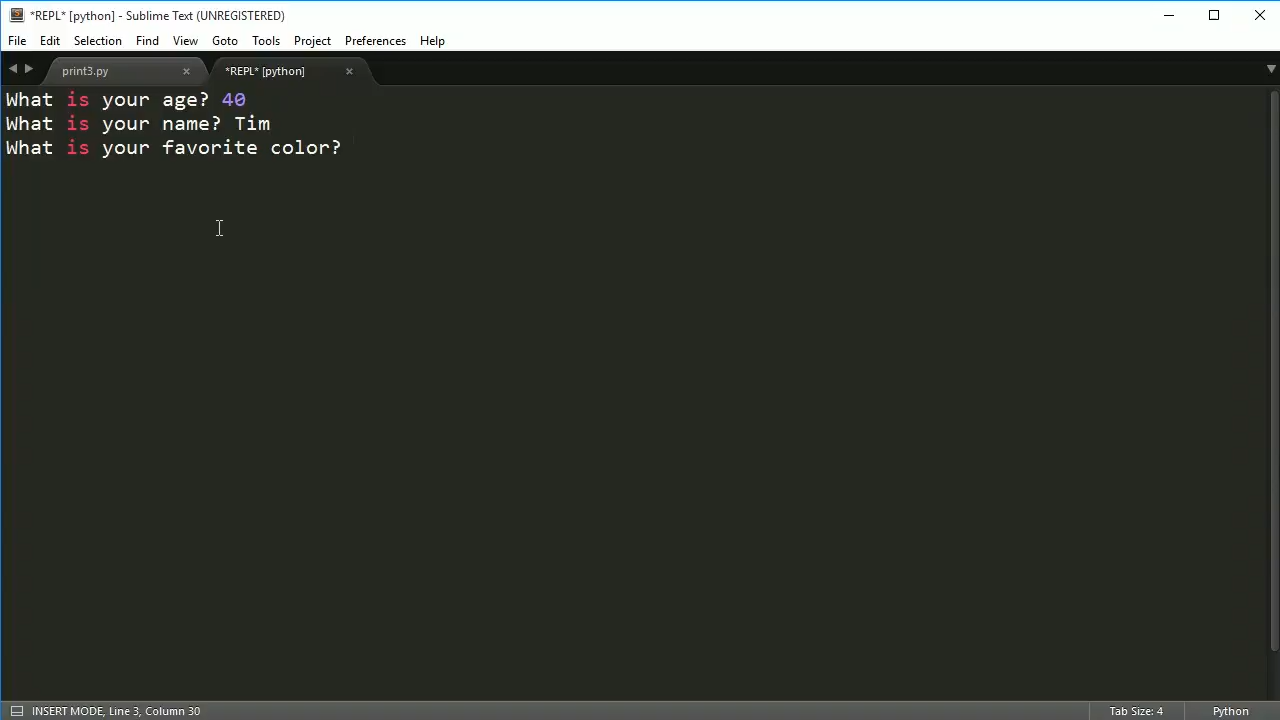 *REPL* [python] - Sublime Text (UNREGISTERED)
File Edit Selection Find View Goto Tools Project Preferences Help
print3.py *REPL* [python]
What is your age? 40
What is your name? Tim
What is your favorite color?
INSERT MODE, Line 3, Column 30 Tab Size: 4 Python